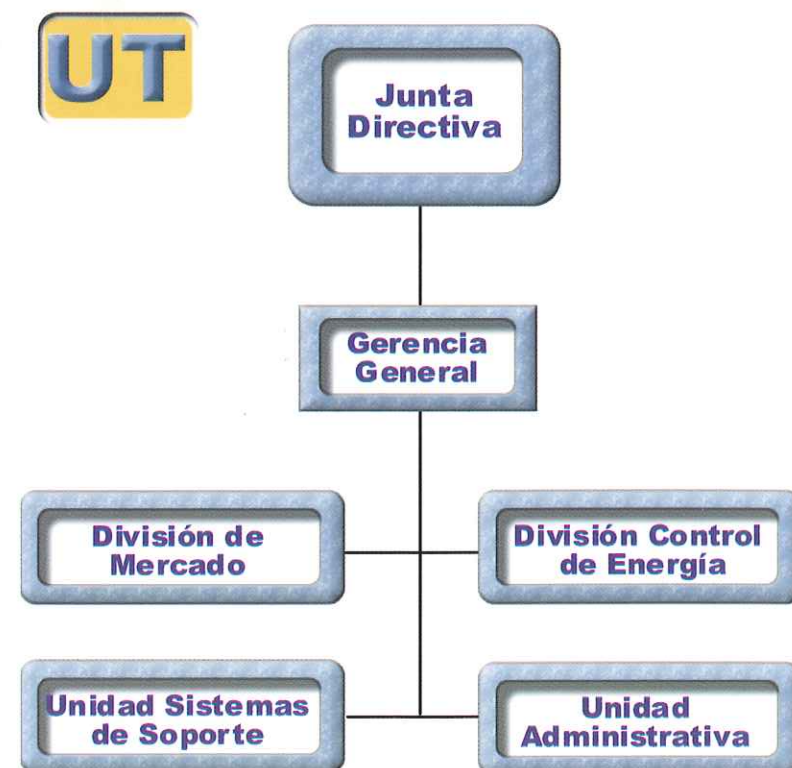 UT
Junta
Directiva
Gerencia
General
División de
Mercado
División Control
de Energía
Unidad Sistemas
de Soporte
Unidad
Administrativa